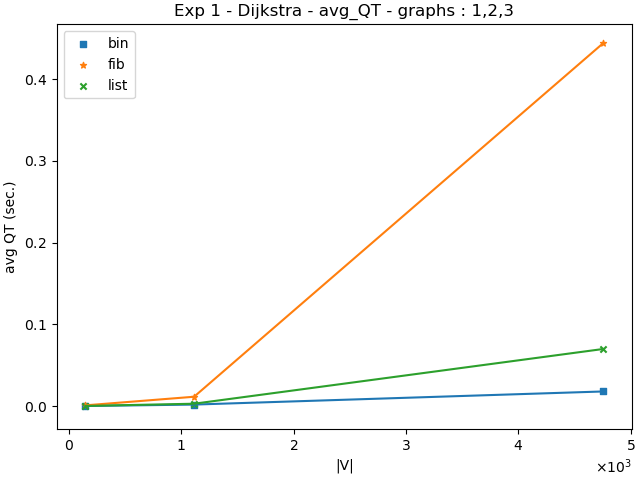 Exp 1 - Dijkstra - avg_QT - graphs : 1,2,3
bin
fib
list
avg QT (sec.)
0.4
0.3
0.2
0.1
0.0
0 1 2 3 4 5
|V|
×10³